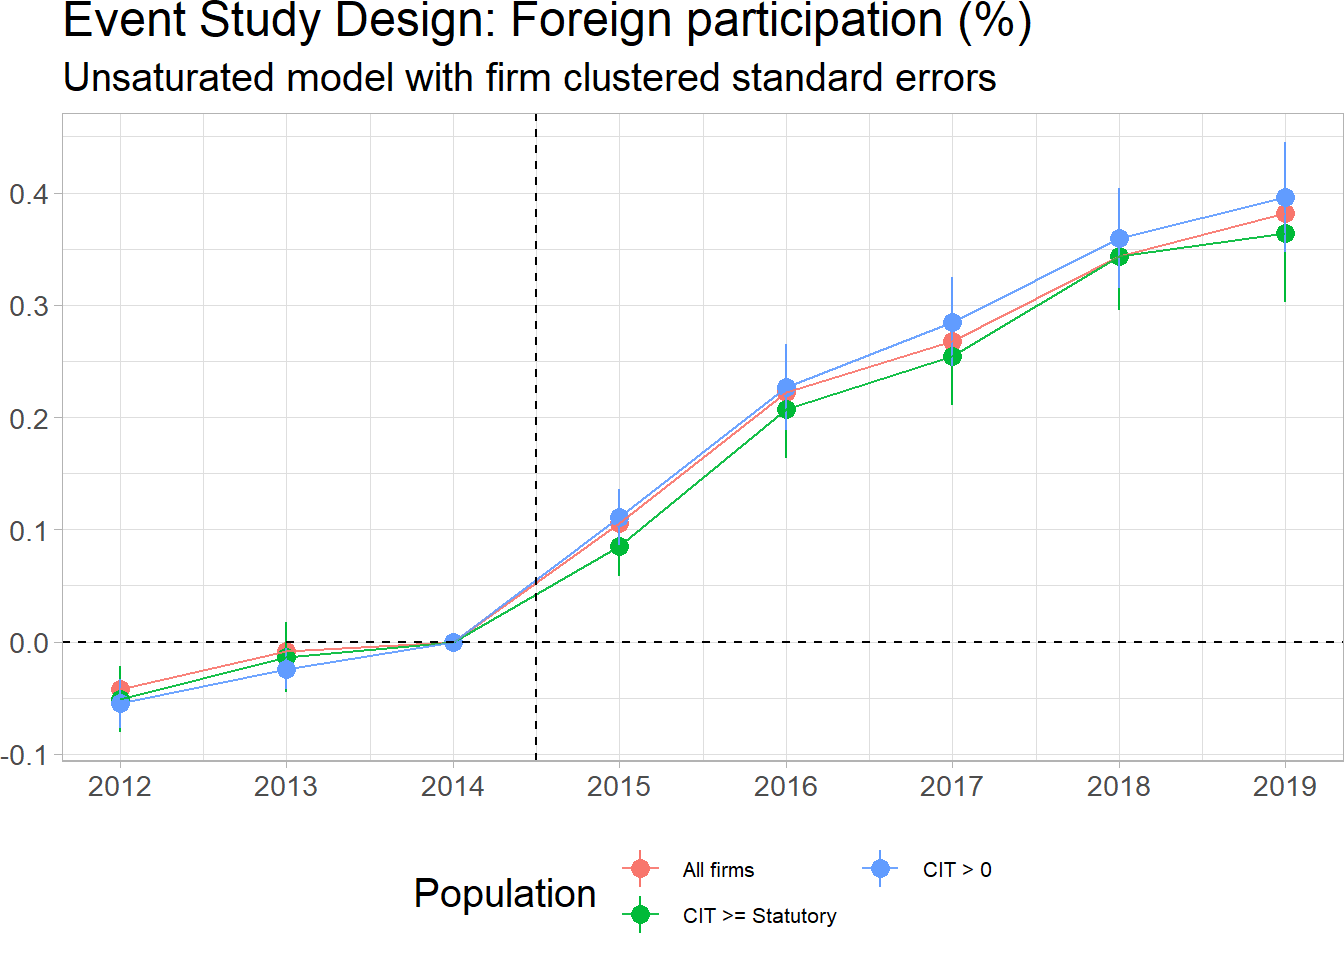 Event Study Design: Foreign participation (%)
Unsaturated model with firm clustered standard errors
0.4
0.3
0.2
0.1
0.0
-0.1
2012 2013 2014 2015 2016 2017 2018 2019
Population
All firms
CIT > 0
CIT >= Statutory